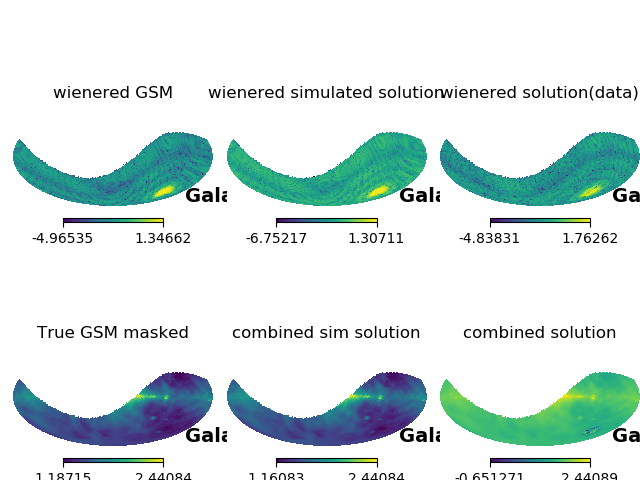 wienered GSM
wienered simulated solution
wienered solution(data)
Gala
Gala
Ga
-4.96535 1.34662
-6.75217 1.30711
-4.83831 1.76262
True GSM masked
combined sim solution
combined solution
Gala
Gala
Ga
1.18715 2.44084
1.16083 2.44084
-0.651271 2.44089